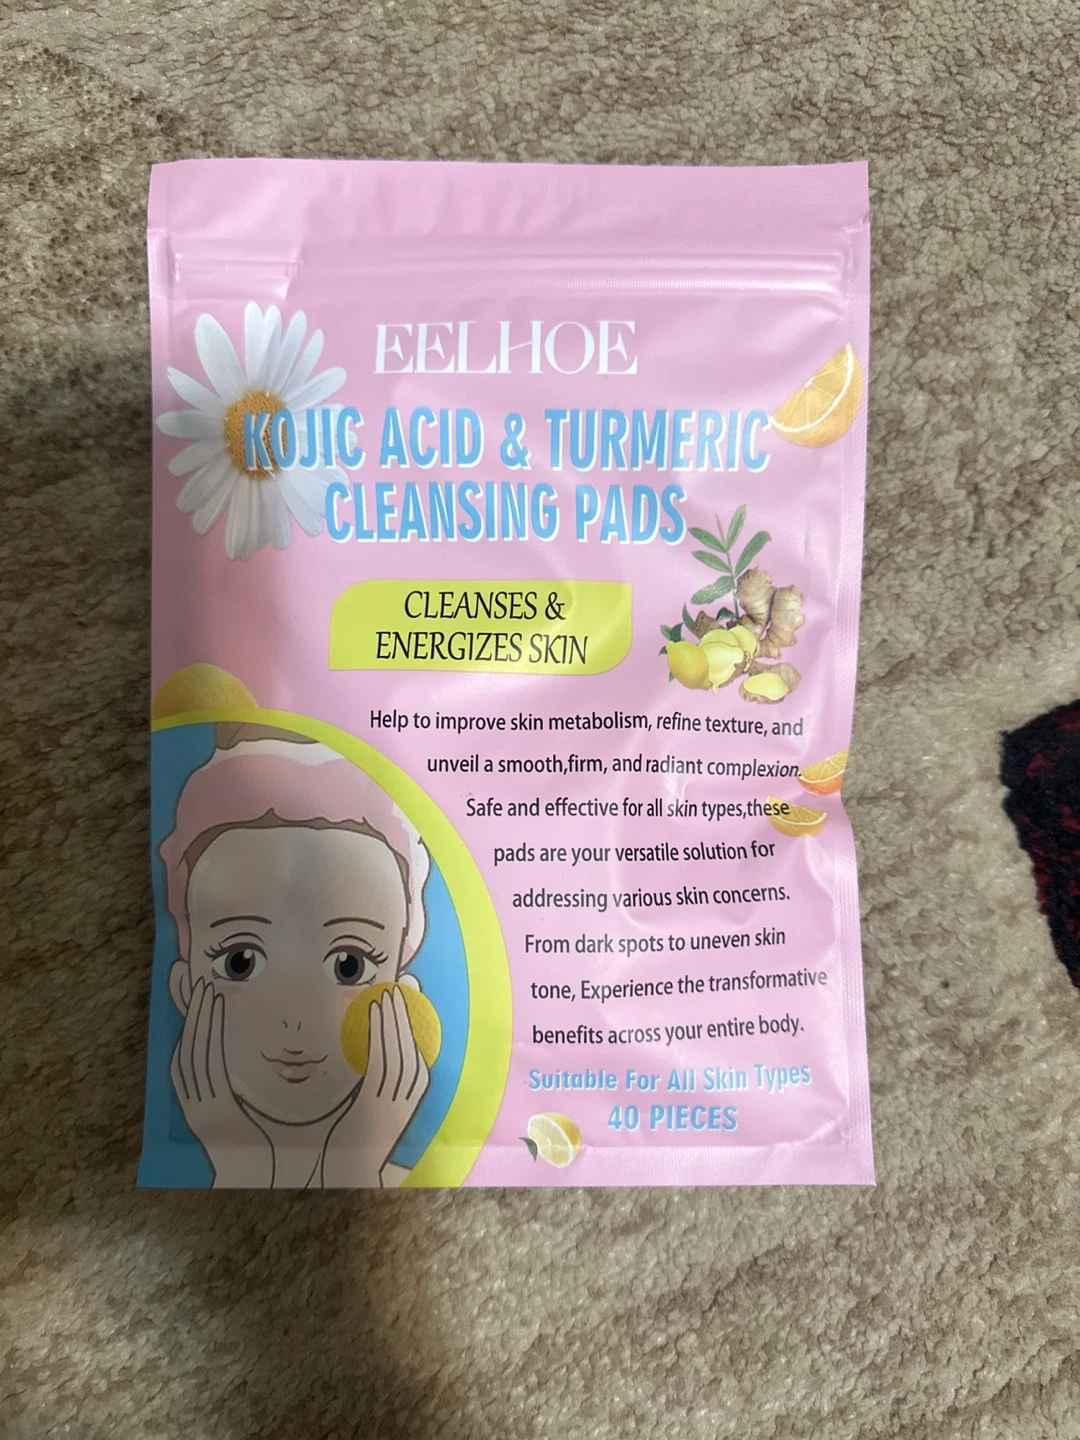 EELHOE
KOJIC ACID & TURMERIC
CLEANSING PADS
CLEANSES &
ENERGIZES SKIN
Help to improve skin metabolism, refine texture, and
unveil a smooth,firm, and radiant complexion.
Safe and effective for all skin types,these
pads are your versatile solution for
addressing various skin concerns.
From dark spots to uneven skin
tone, Experience the transformative
benefits across your entire body.
Suitable For All Skin Types
40 PIECES